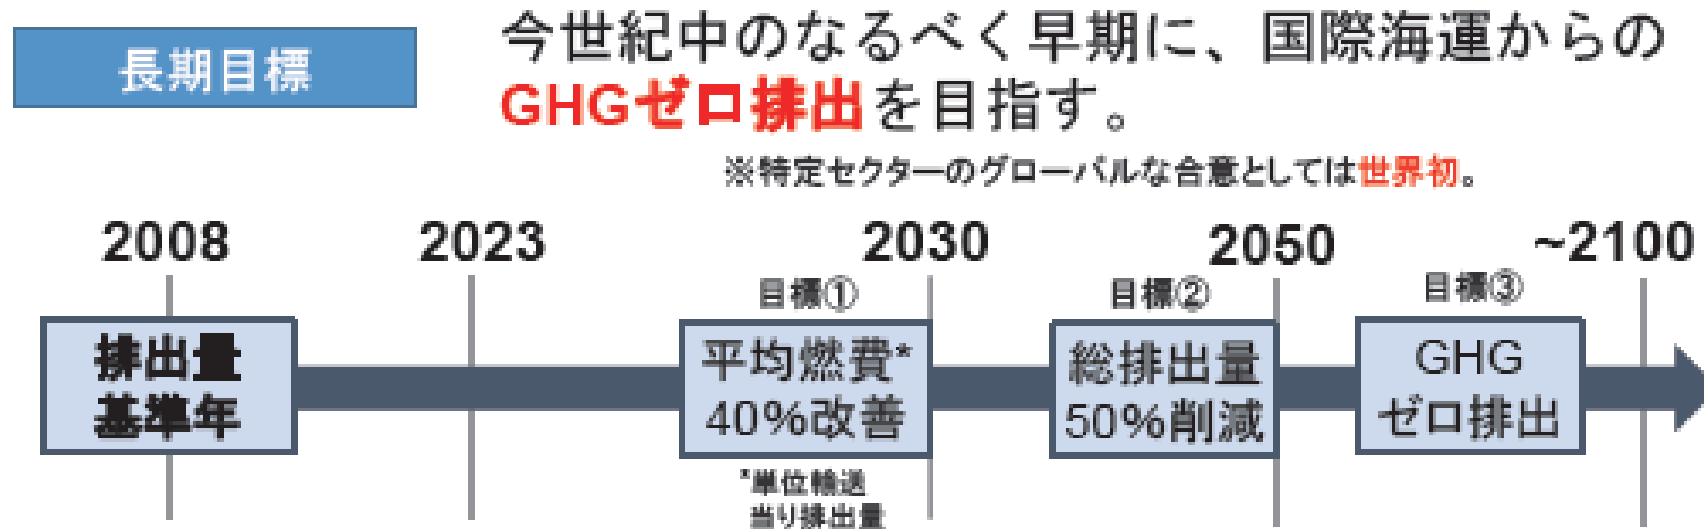 長期目標
今世紀中のなるべく早期に、国際海運からの
GHGゼロ排出を目指す。
※特定セクターのグローバルな合意としては世界初。
2008
2023
2030
2050
~2100
目標①
目標②
目標③
排出量
基準年
平均燃費*
40%改善
総排出量
50%削減
GHG
ゼロ排出
*単位輸送
当り排出量